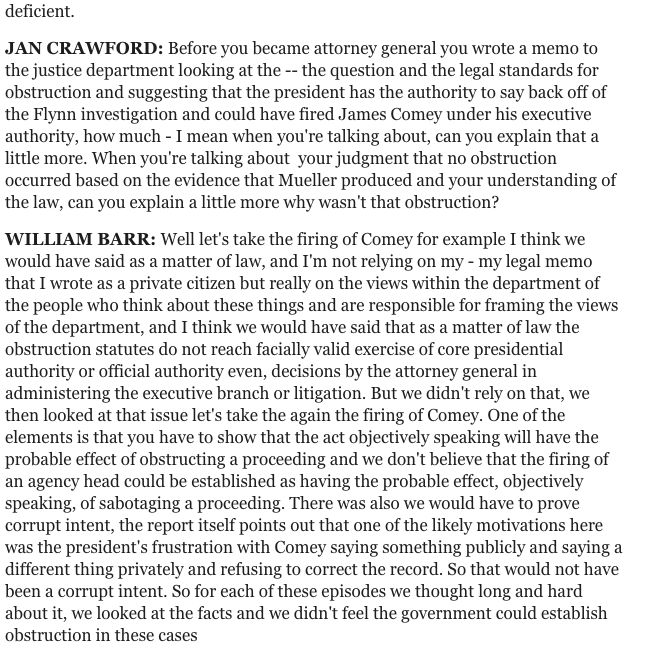 deficient.
JAN CRAWFORD: Before you became attorney general you wrote a memo to
the justice department looking at the -- the question and the legal standards for
obstruction and suggesting that the president has the authority to say back off of
the Flynn investigation and could have fired James Comey under his executive
authority, how much - I mean when you're talking about, can you explain that a
little more. When you're talking about  your judgment that no obstruction
occurred based on the evidence that Mueller produced and your understanding of
the law, can you explain a little more why wasn't that obstruction?
WILLIAM BARR: Well let's take the firing of Comey for example I think we
would have said as a matter of law, and I'm not relying on my - my legal memo
that I wrote as a private citizen but really on the views within the department of
the people who think about these things and are responsible for framing the views
of the department, and I think we would have said that as a matter of law the
obstruction statutes do not reach facially valid exercise of core presidential
authority or official authority even, decisions by the attorney general in
administering the executive branch or litigation. But we didn't rely on that, we
then looked at that issue let's take the again the firing of Comey. One of the
elements is that you have to show that the act objectively speaking will have the
probable effect of obstructing a proceeding and we don't believe that the firing of
an agency head could be established as having the probable effect, objectively
speaking, of sabotaging a proceeding. There was also we would have to prove
corrupt intent, the report itself points out that one of the likely motivations here
was the president's frustration with Comey saying something publicly and saying a
different thing privately and refusing to correct the record. So that would not have
been a corrupt intent. So for each of these episodes we thought long and hard
about it, we looked at the facts and we didn't feel the government could establish
obstruction in these cases